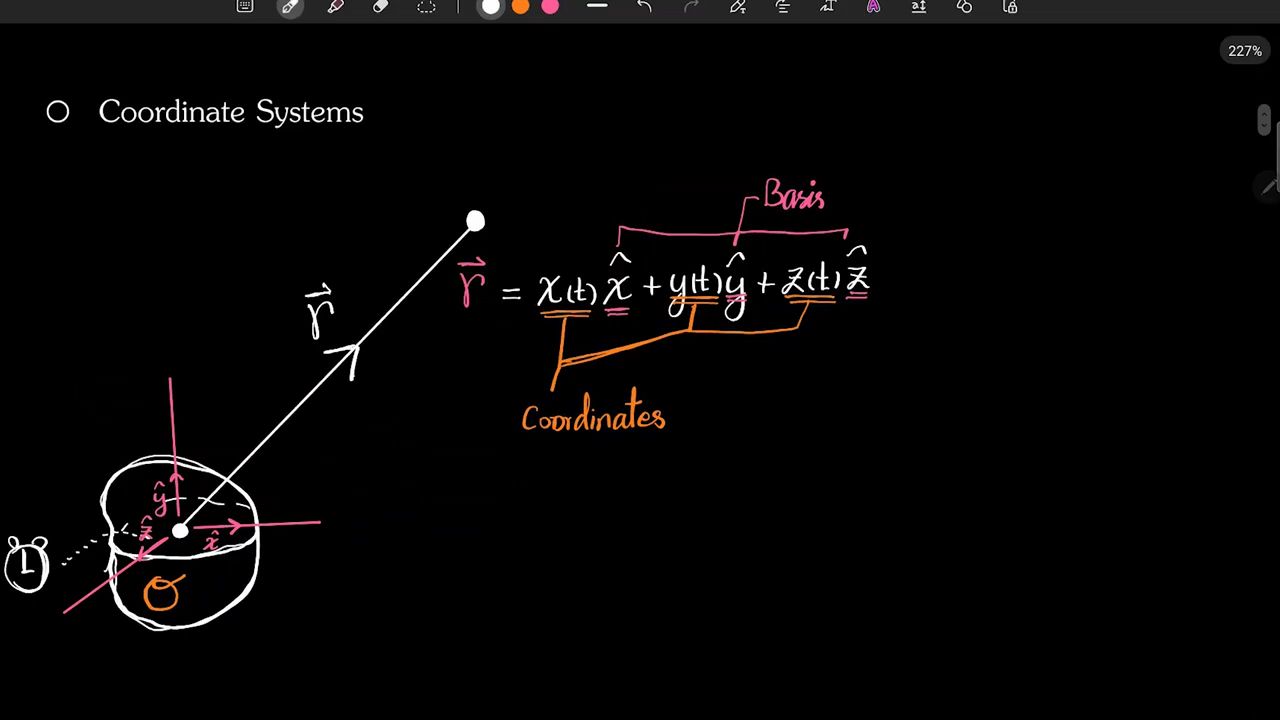 227%
Coordinate Systems
Basis
r⃗ = x(t) x̂ + y(t) ŷ + z(t) ẑ
r⃗
Coordinates
ŷ
ẑ
x̂
O